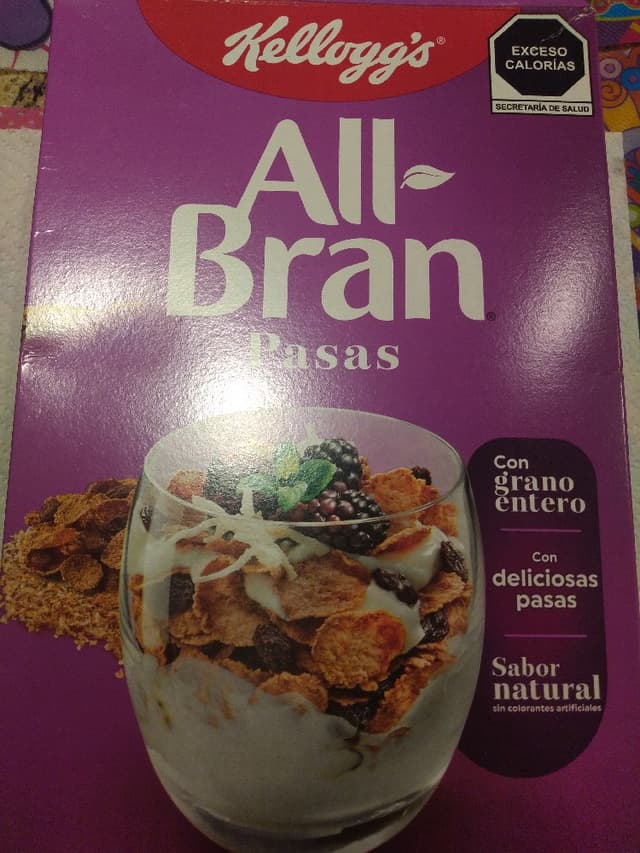 Kellogg's®
EXCESO
CALORÍAS
SECRETARÍA DE SALUD
All-
Bran®
Pasas
Con
grano
entero
Con
deliciosas
pasas
Sabor
natural
sin colorantes artificiales